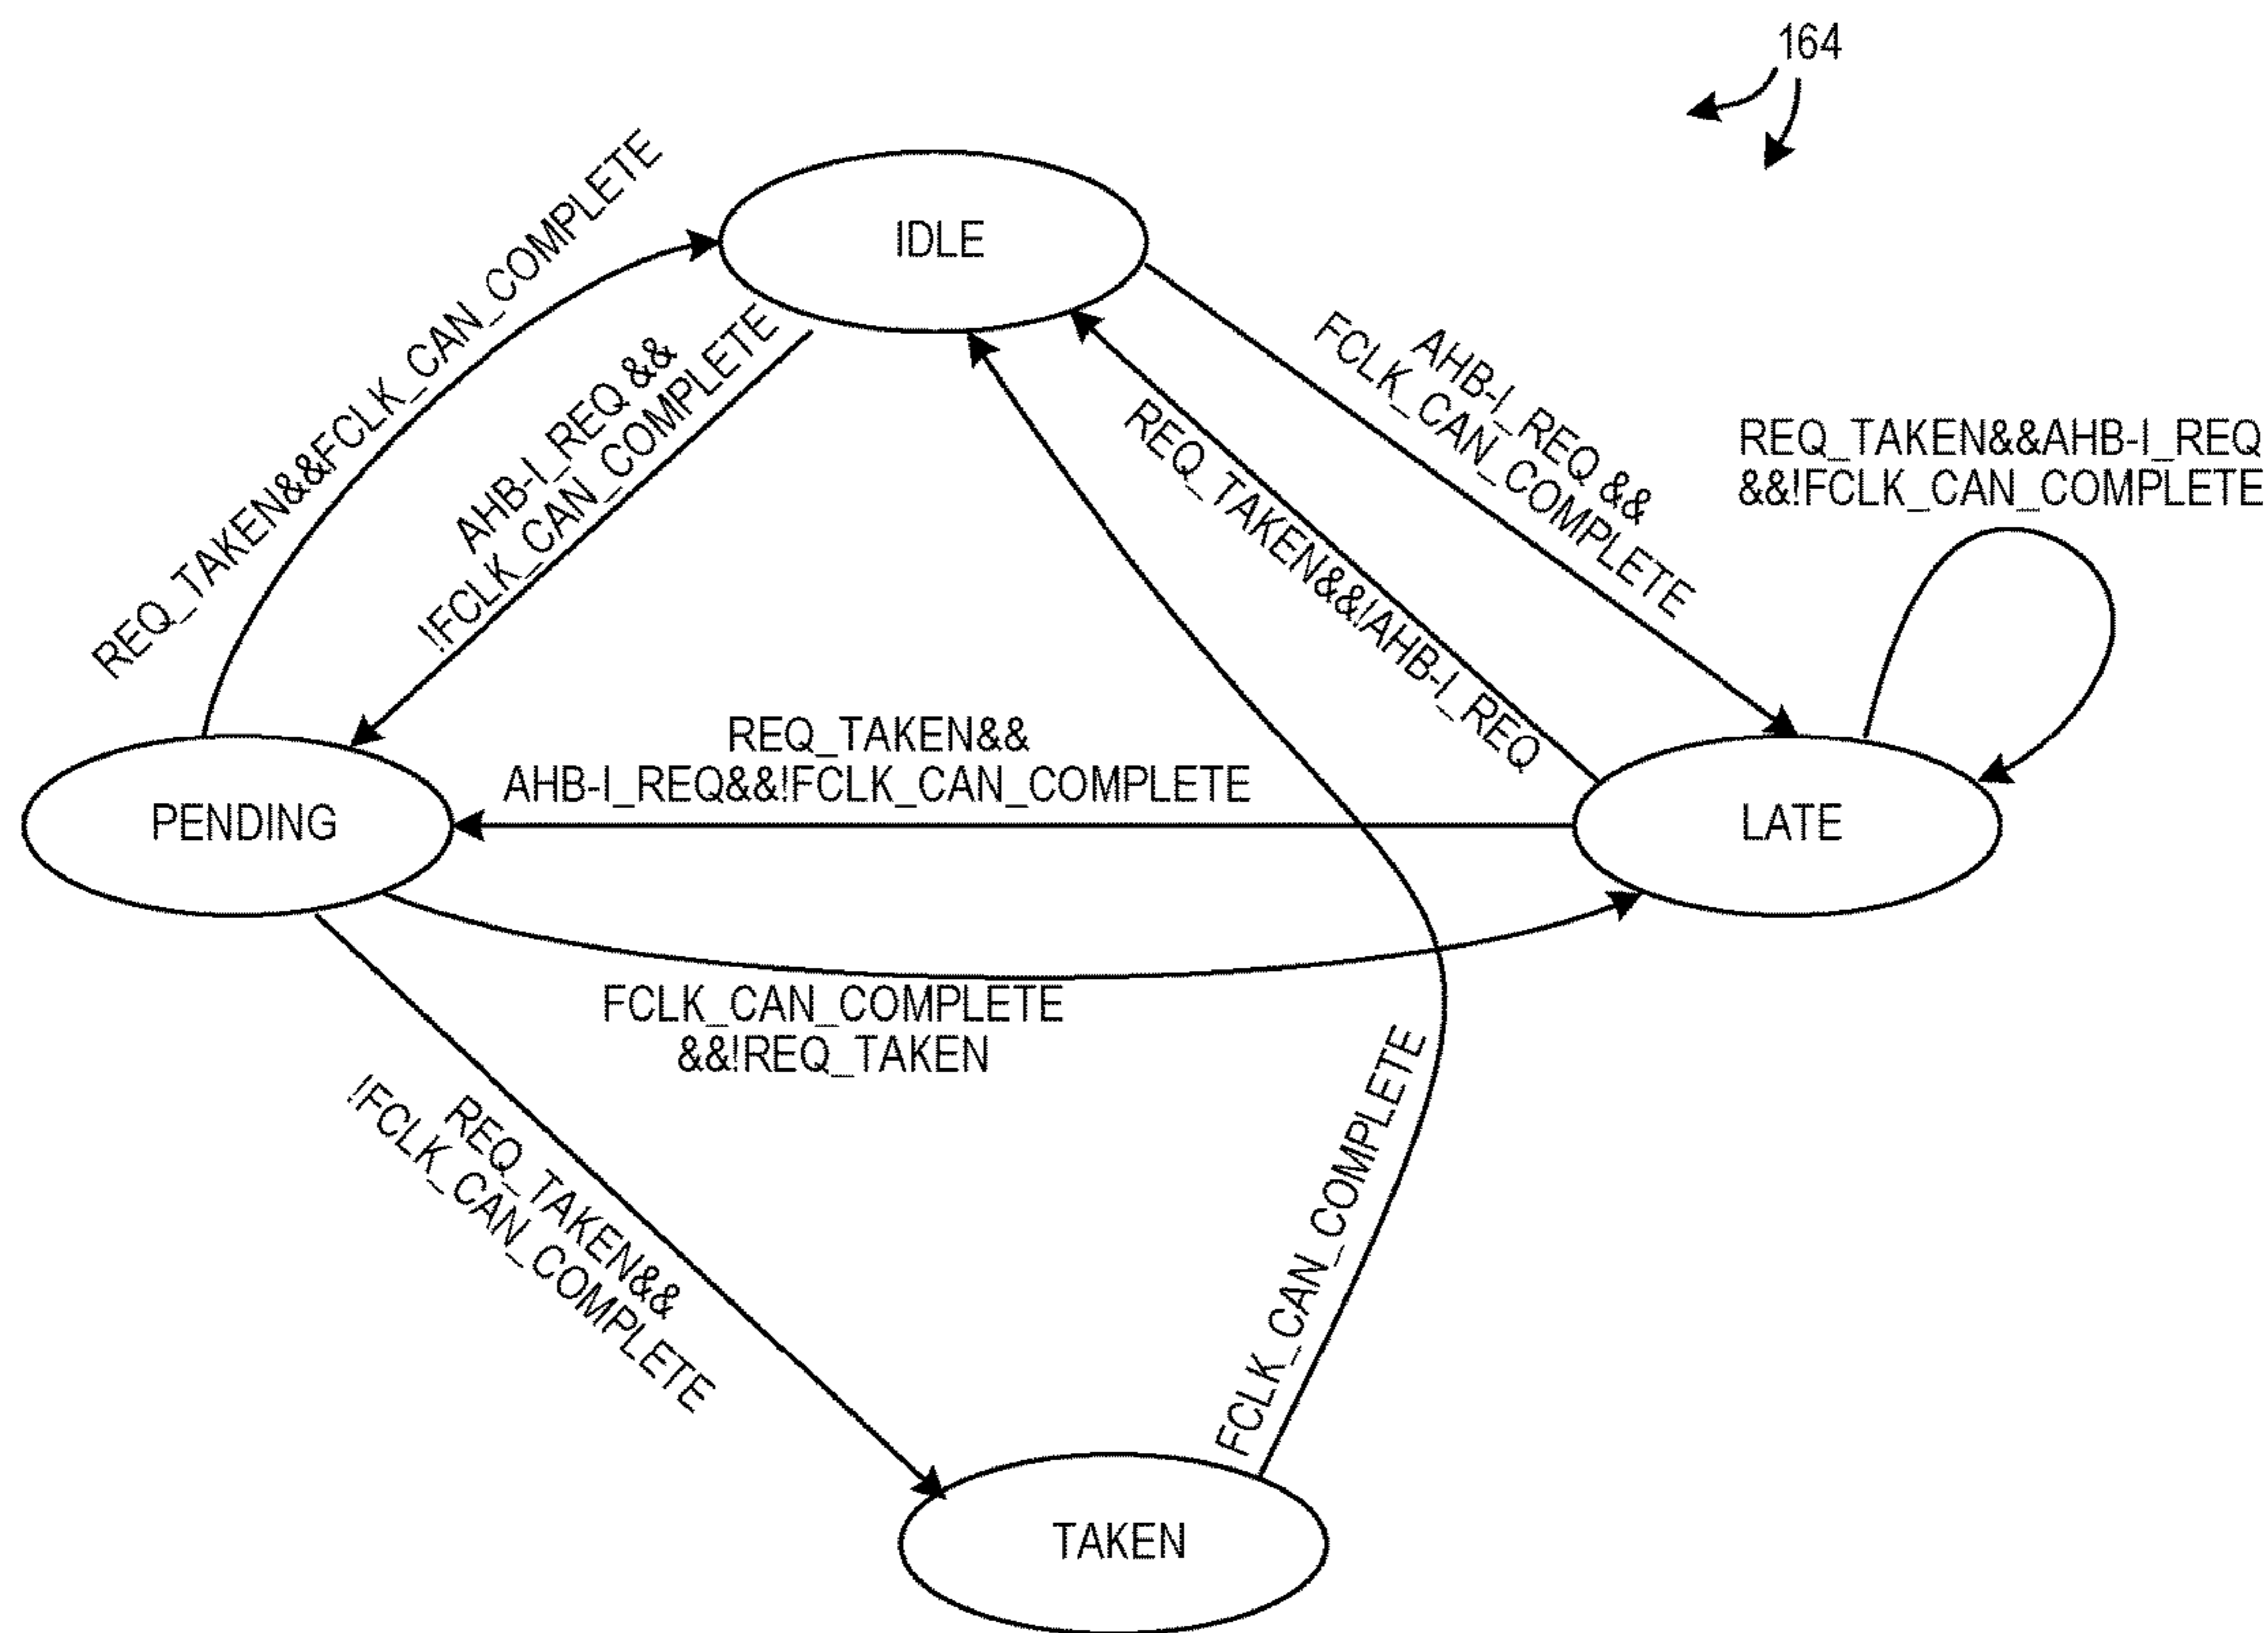 164
IDLE
REQ_TAKEN&&FCLK_CAN_COMPLETE
AHB-I_REQ &&
!FCLK_CAN_COMPLETE
AHB-I_REQ &&
FCLK_CAN_COMPLETE
REQ_TAKEN&&!AHB-I_REQ
REQ_TAKEN&&AHB-I_REQ
&&!FCLK_CAN_COMPLETE
REQ_TAKEN&&
AHB-I_REQ&&!FCLK_CAN_COMPLETE
PENDING
LATE
FCLK_CAN_COMPLETE
&&!REQ_TAKEN
REQ_TAKEN&&
!FCLK_CAN_COMPLETE
FCLK_CAN_COMPLETE
TAKEN